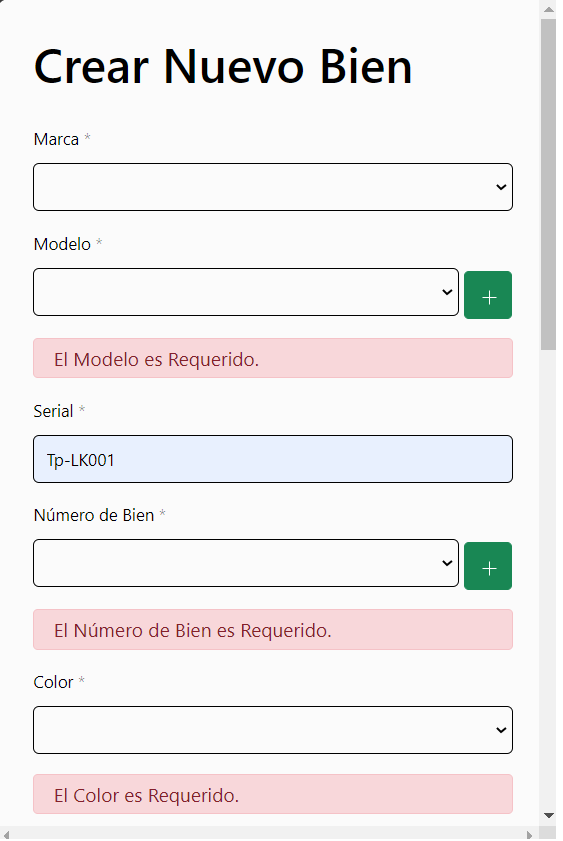 Crear Nuevo Bien
Marca *
Modelo *
+
El Modelo es Requerido.
Serial *
Tp-LK001
Número de Bien *
+
El Número de Bien es Requerido.
Color *
El Color es Requerido.